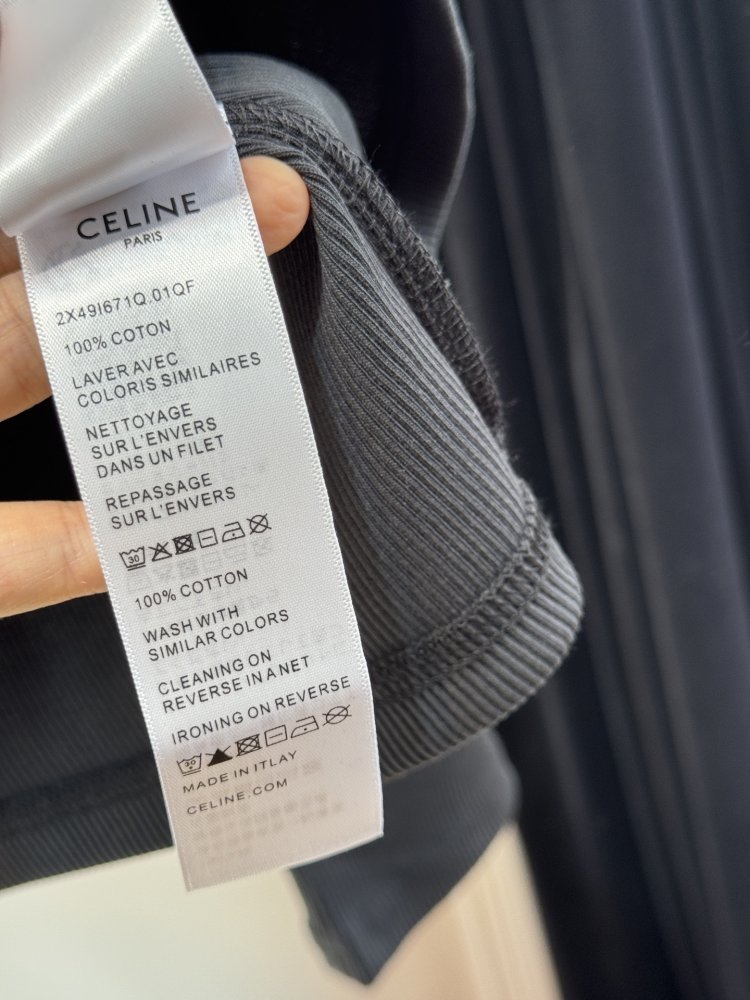 CELINE
PARIS
2X49I671Q.01QF
100% COTON
LAVER AVEC
COLORIS SIMILAIRES
NETTOYAGE
SUR L'ENVERS
DANS UN FILET
REPASSAGE
SUR L'ENVERS
30
100% COTTON
WASH WITH
SIMILAR COLORS
CLEANING ON
REVERSE IN A NET
IRONING ON REVERSE
30
MADE IN ITLAY
CELINE.COM